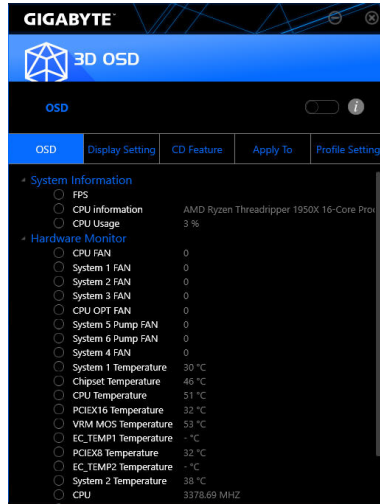 GIGABYTE
3D OSD
OSD
OSD Display Setting CD Feature Apply To Profile Setting
System Information
FPS
CPU information AMD Ryzen Threadripper 1950X 16-Core
CPU Usage 3 %
Hardware Monitor
CPU FAN 0
System 1 FAN 0
System 2 FAN 0
System 3 FAN 0
CPU OPT FAN 0
System 5 Pump FAN 0
System 6 Pump FAN 0
System 4 FAN 0
System 1 Temperature 30 °C
Chipset Temperature 46 °C
CPU Temperature 51 °C
PCIEX16 Temperature 32 °C
VRM MOS Temperature 53 °C
EC_TEMP1 Temperature - °C
PCIEX8 Temperature 32 °C
EC_TEMP2 Temperature - °C
System 2 Temperature 38 °C
CPU 3378.69 MHZ